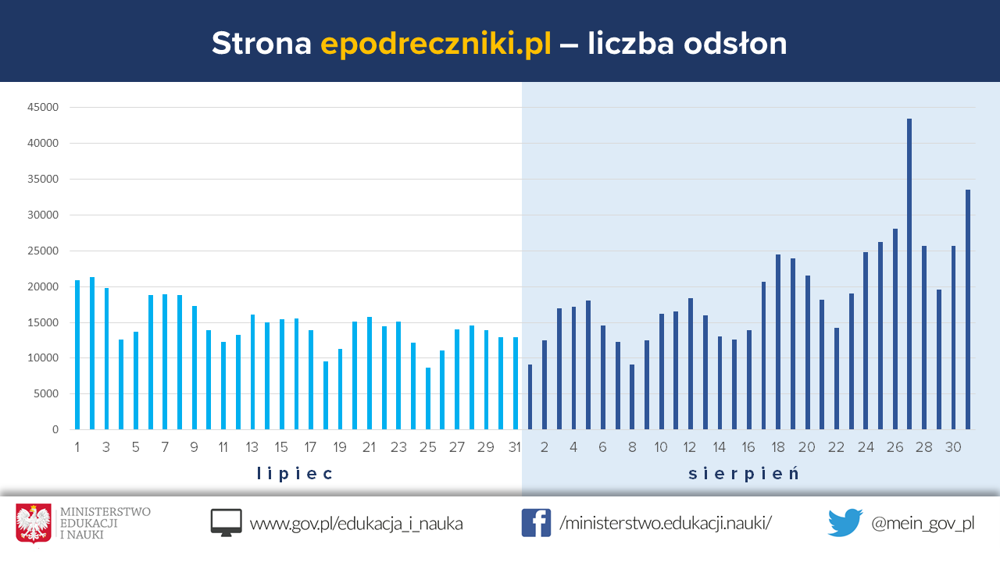 Strona epodreczniki.pl – liczba odsłon
45000
40000
35000
30000
25000
20000
15000
10000
5000
0
1 3 5 7 9 11 13 15 17 19 21 23 25 27 29 31 2 4 6 8 10 12 14 16 18 20 22 24 26 28 30
lipiec sierpień
MINISTERSTWO
EDUKACJI
I NAUKI
www.gov.pl/edukacja_i_nauka
/ministerstwo.edukacji.nauki/
@mein_gov_pl